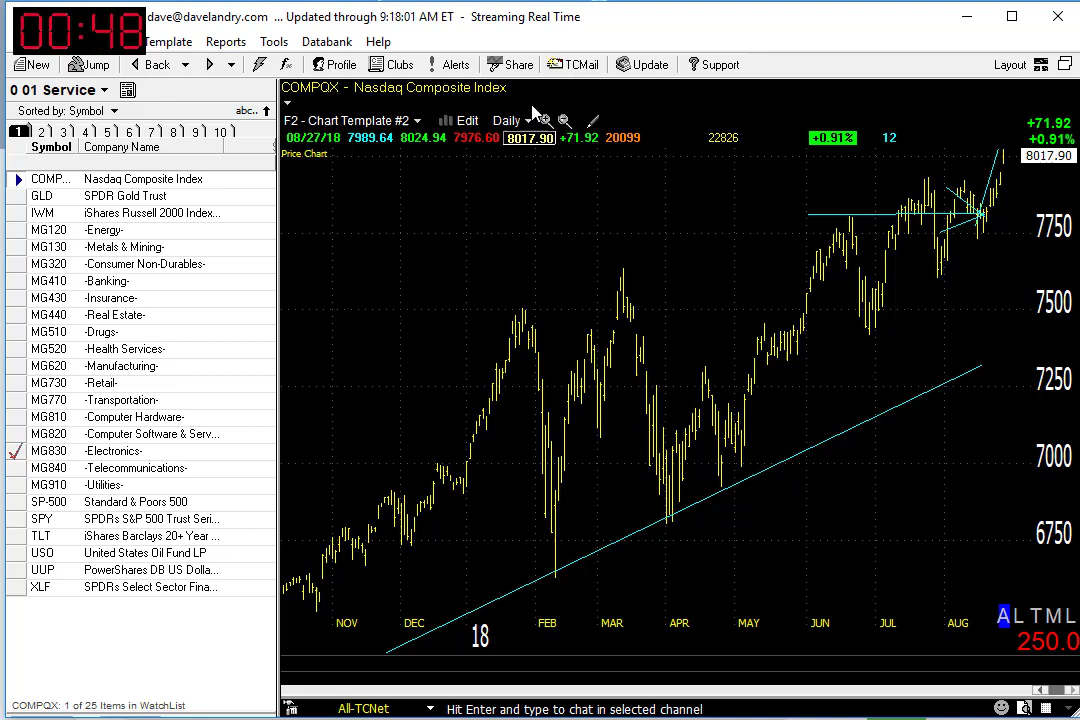 00:48
dave@davelandry.com ... Updated through 9:18:01 AM ET - Streaming Real Time
Template Reports Tools Databank Help
New Jump Back Profile Clubs Alerts Share TCMail Update Support Layout
0 01 Service
Sorted by: Symbol abc..
1 2 3 4 5 6 7 8 9 10
Symbol Company Name
COMP... Nasdaq Composite Index
GLD SPDR Gold Trust
IWM iShares Russell 2000 Index...
MG120 -Energy-
MG130 -Metals & Mining-
MG320 -Consumer Non-Durables-
MG410 -Banking-
MG430 -Insurance-
MG440 -Real Estate-
MG510 -Drugs-
MG520 -Health Services-
MG620 -Manufacturing-
MG730 -Retail-
MG770 -Transportation-
MG810 -Computer Hardware-
MG820 -Computer Software & Serv...
MG830 -Electronics-
MG840 -Telecommunications-
MG910 -Utilities-
SP-500 Standard & Poors 500
SPY SPDRs S&P 500 Trust Seri...
TLT iShares Barclays 20+ Year ...
USO United States Oil Fund LP
UUP PowerShares DB US Dolla...
XLF SPDRs Select Sector Fina...
COMPQX: 1 of 25 Items in WatchList
COMPQX - Nasdaq Composite Index
F2 - Chart Template #2 Edit Daily
08/27/18 7989.64 8024.94 7976.60 8017.90 +71.92 20099 22826 +0.91% 12
Price Chart
+71.92
+0.91%
8017.90
7750
7500
7250
7000
6750
NOV DEC 18 FEB MAR APR MAY JUN JUL AUG
A L T M L
250.0
All-TCNet Hit Enter and type to chat in selected channel